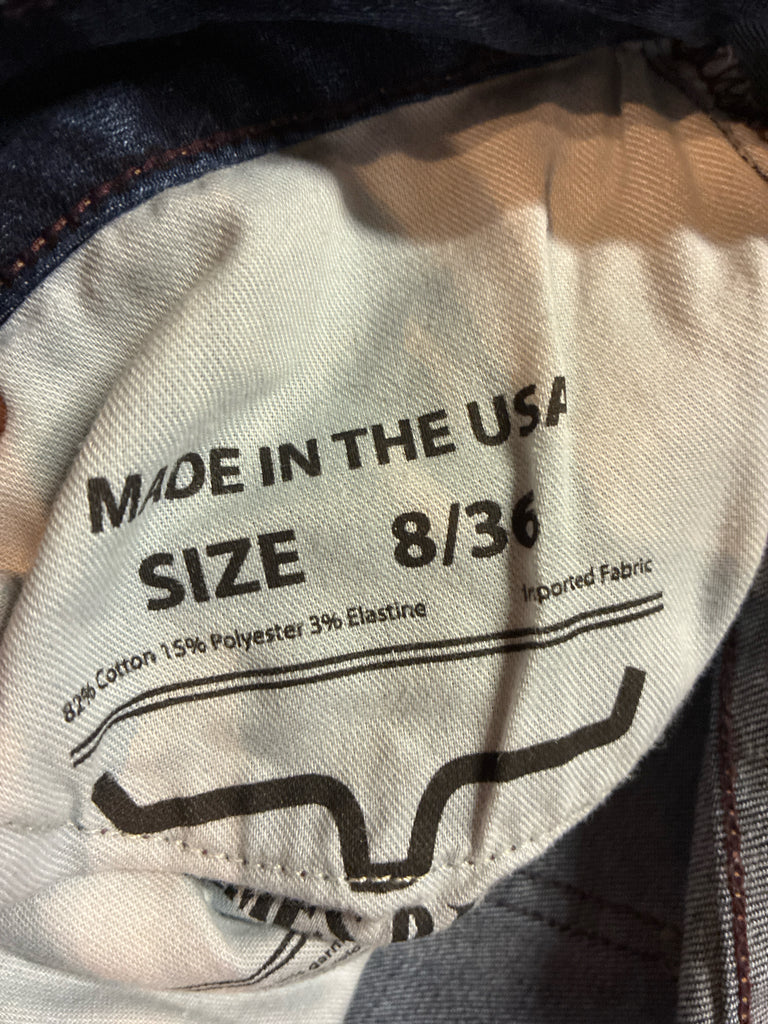 MADE IN THE USA
SIZE 8/36
82% Cotton 15% Polyester 3% Elastine Imported Fabric